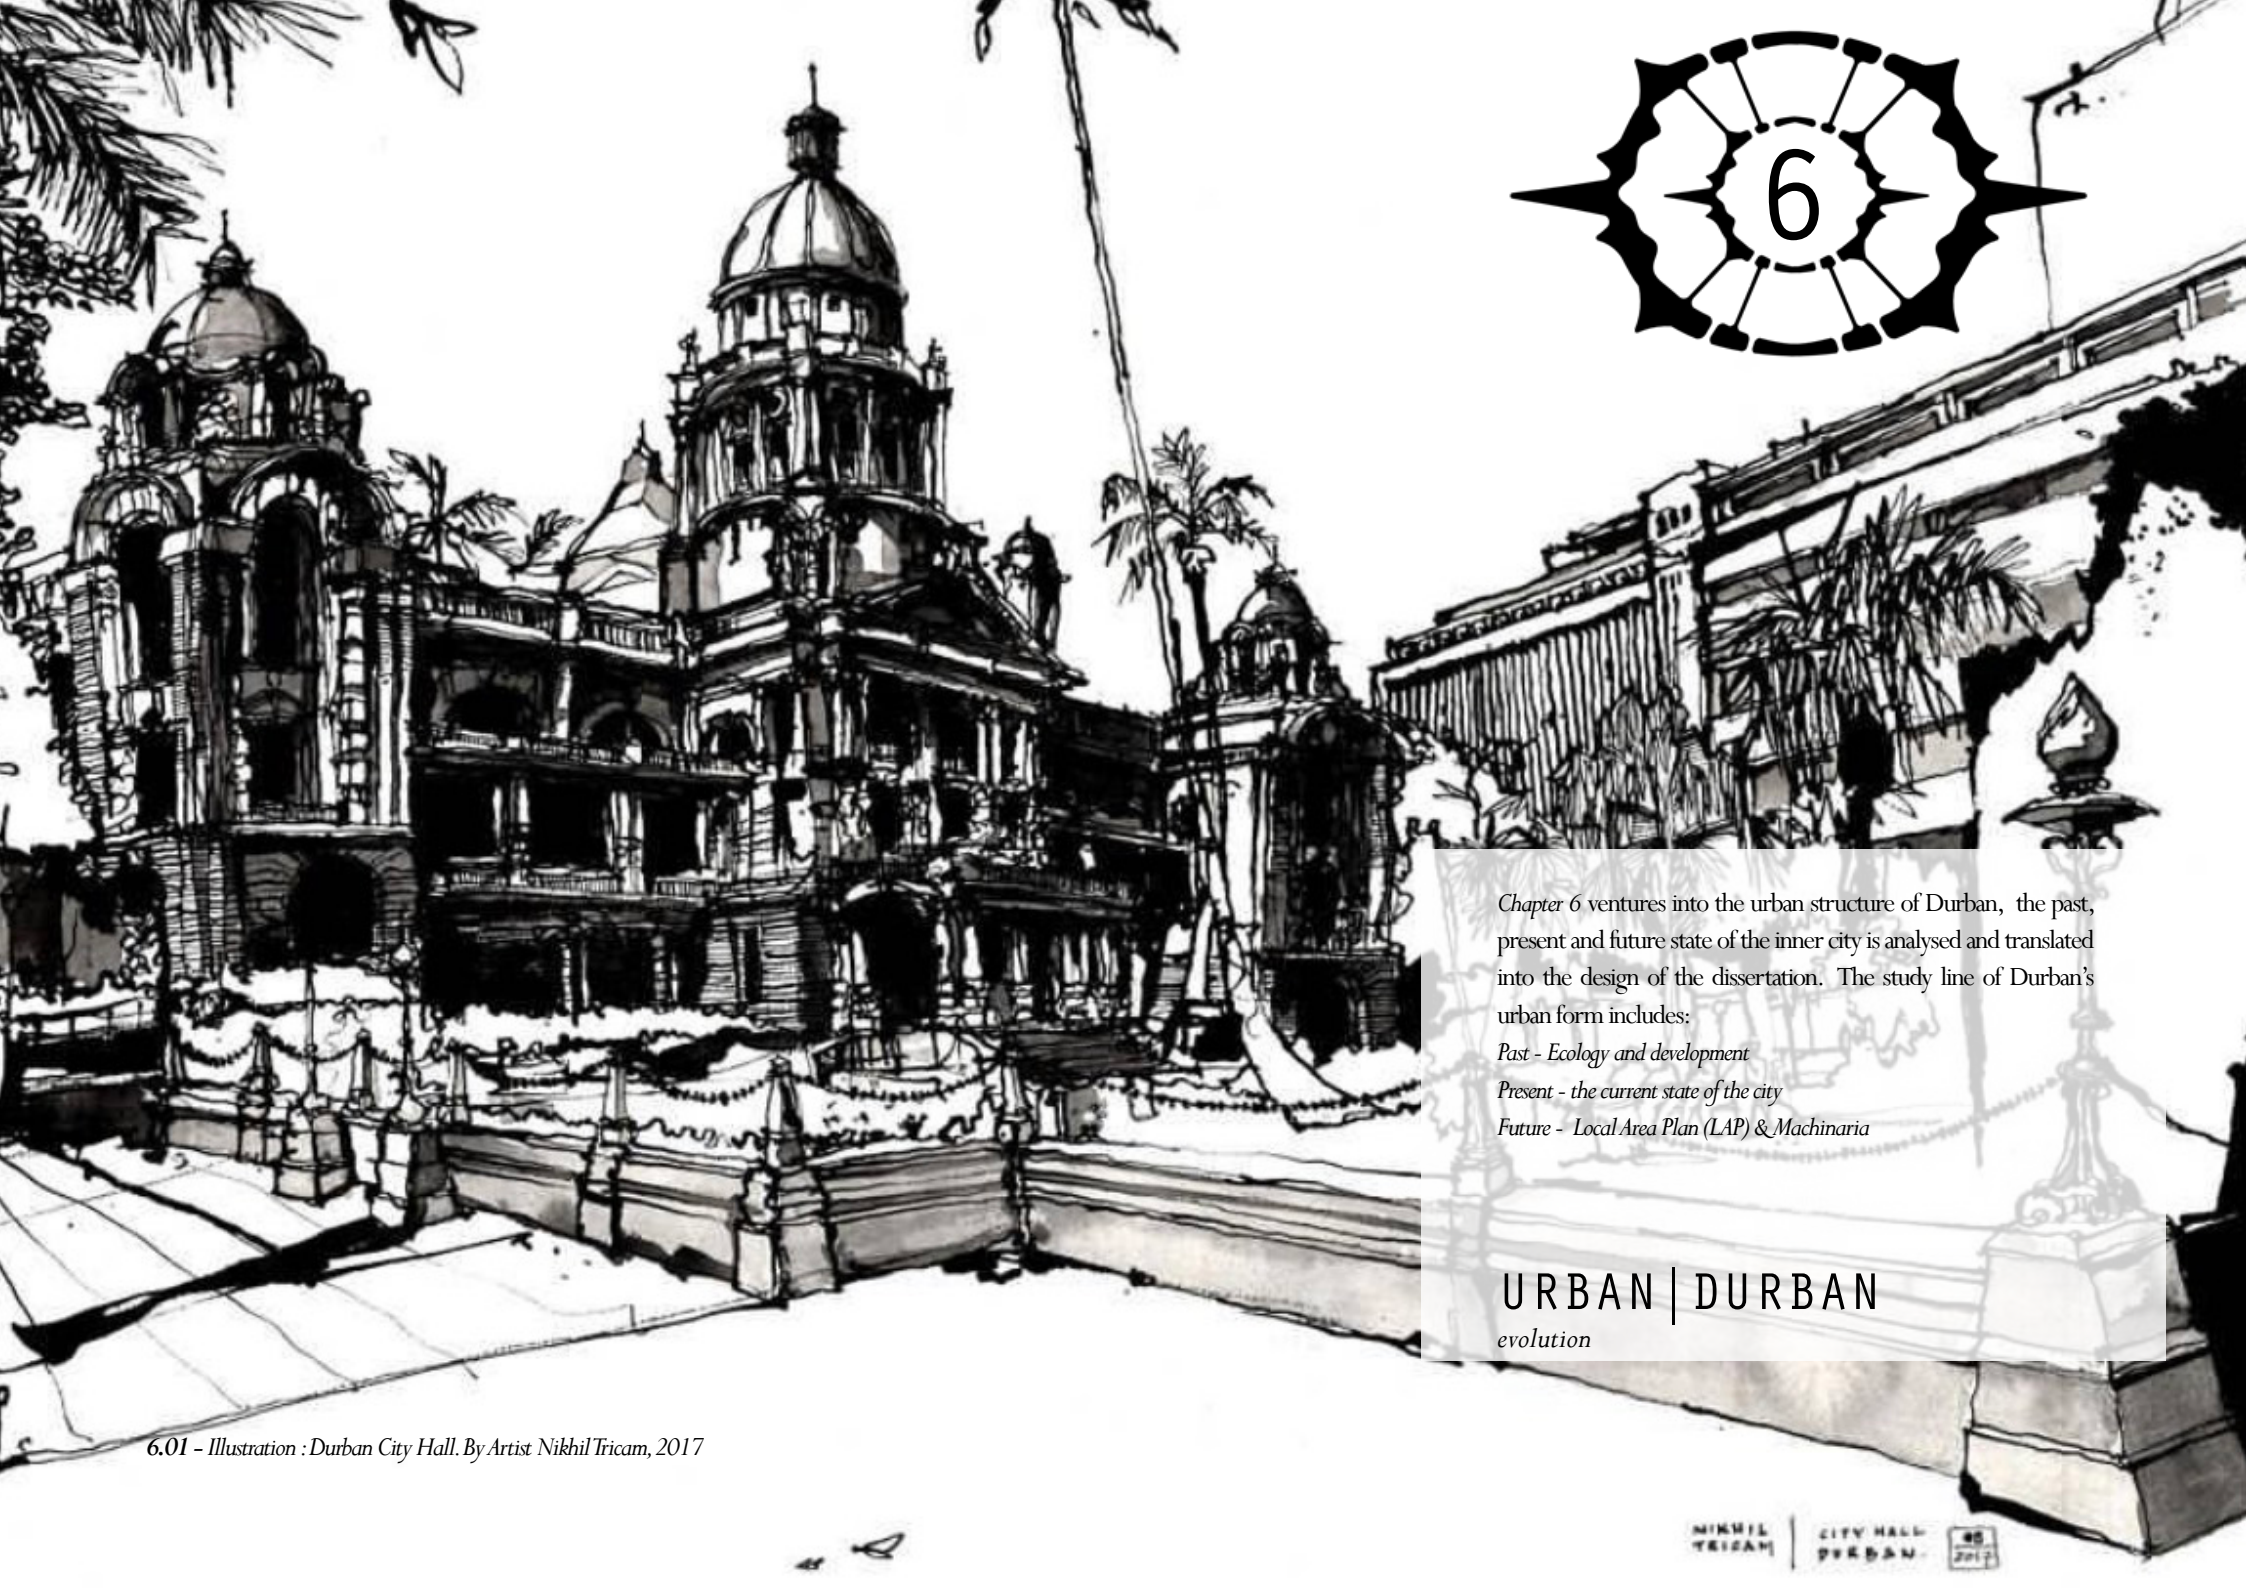 6
Chapter 6 ventures into the urban structure of Durban, the past,
present and future state of the inner city is analysed and translated
into the design of the dissertation. The study line of Durban's
urban form includes:
Past - Ecology and development
Present - the current state of the city
Future - Local Area Plan (LAP) & Machinaria
URBAN|DURBAN
evolution
6.01 – Illustration : Durban City Hall. By Artist Nikhil Tricam, 2017
NIKHIL
TRICAM
CITY HALL
DURBAN.
2017